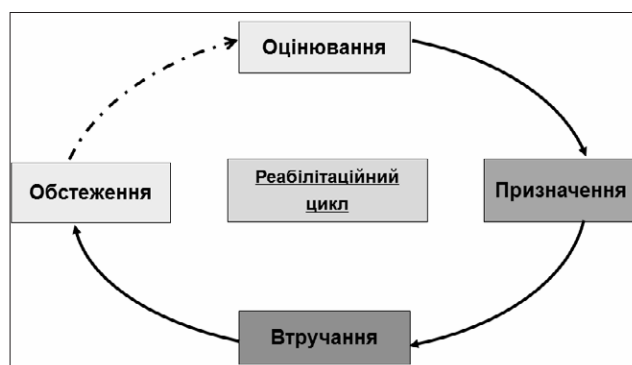 Оцінювання
Обстеження
Реабілітаційний
цикл
Призначення
Втручання